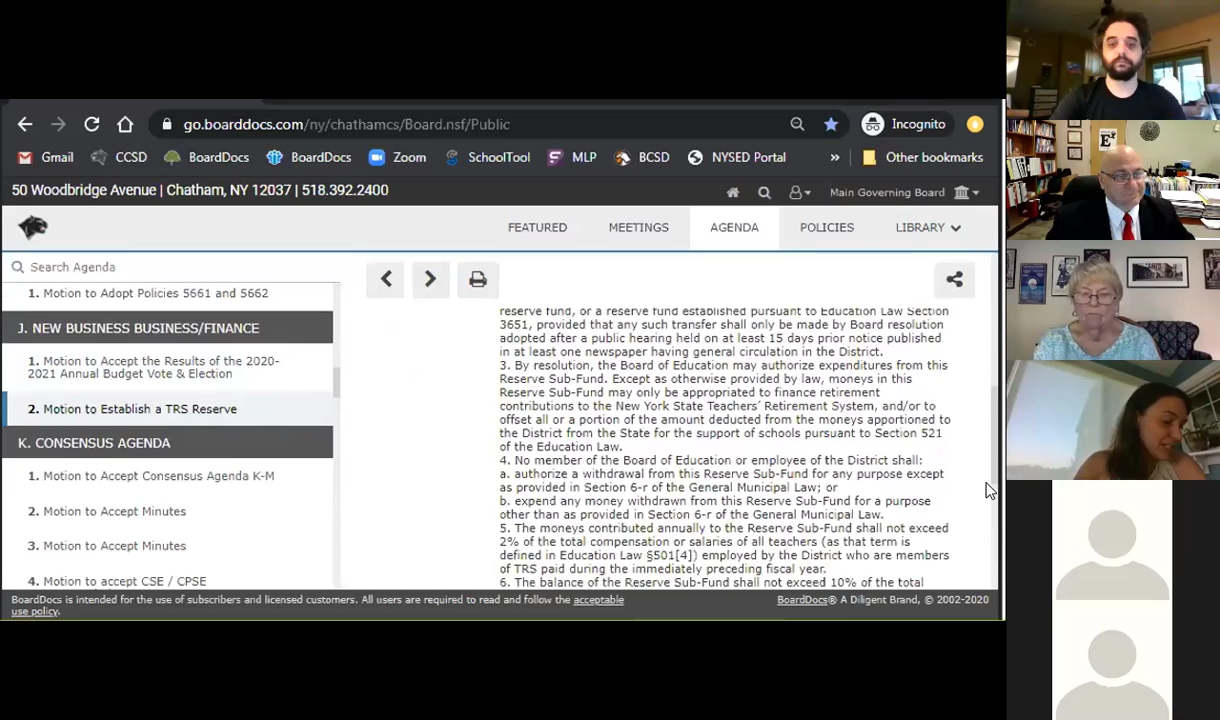 go.boarddocs.com/ny/chathamcs/Board.nsf/Public
Incognito
Gmail
CCSD
BoardDocs
BoardDocs
Zoom
SchoolTool
MLP
BCSD
NYSED Portal
»
Other bookmarks
50 Woodbridge Avenue | Chatham, NY 12037 | 518.392.2400
Main Governing Board
FEATURED
MEETINGS
AGENDA
POLICIES
LIBRARY
Search Agenda
1. Motion to Adopt Policies 5661 and 5662
J. NEW BUSINESS BUSINESS/FINANCE
1. Motion to Accept the Results of the 2020-
2021 Annual Budget Vote & Election
2. Motion to Establish a TRS Reserve
K. CONSENSUS AGENDA
1. Motion to Accept Consensus Agenda K-M
2. Motion to Accept Minutes
3. Motion to Accept Minutes
4. Motion to accept CSE / CPSE
reserve fund, or a reserve fund established pursuant to Education Law Section
3651, provided that any such transfer shall only be made by Board resolution
adopted after a public hearing held on at least 15 days prior notice published
in at least one newspaper having general circulation in the District.
3. By resolution, the Board of Education may authorize expenditures from this
Reserve Sub-Fund. Except as otherwise provided by law, moneys in this
Reserve Sub-Fund may only be appropriated to finance retirement
contributions to the New York State Teachers’ Retirement System, and/or to
offset all or a portion of the amount deducted from the moneys apportioned to
the District from the State for the support of schools pursuant to Section 521
of the Education Law.
4. No member of the Board of Education or employee of the District shall:
a. authorize a withdrawal from this Reserve Sub-Fund for any purpose except
as provided in Section 6-r of the General Municipal Law; or
b. expend any money withdrawn from this Reserve Sub-Fund for a purpose
other than as provided in Section 6-r of the General Municipal Law.
5. The moneys contributed annually to the Reserve Sub-Fund shall not exceed
2% of the total compensation or salaries of all teachers (as that term is
defined in Education Law §501[4]) employed by the District who are members
of TRS paid during the immediately preceding fiscal year.
6. The balance of the Reserve Sub-Fund shall not exceed 10% of the total
BoardDocs is intended for the use of subscribers and licensed customers. All users are required to read and follow the acceptable
use policy.
BoardDocs® A Diligent Brand, © 2002-2020